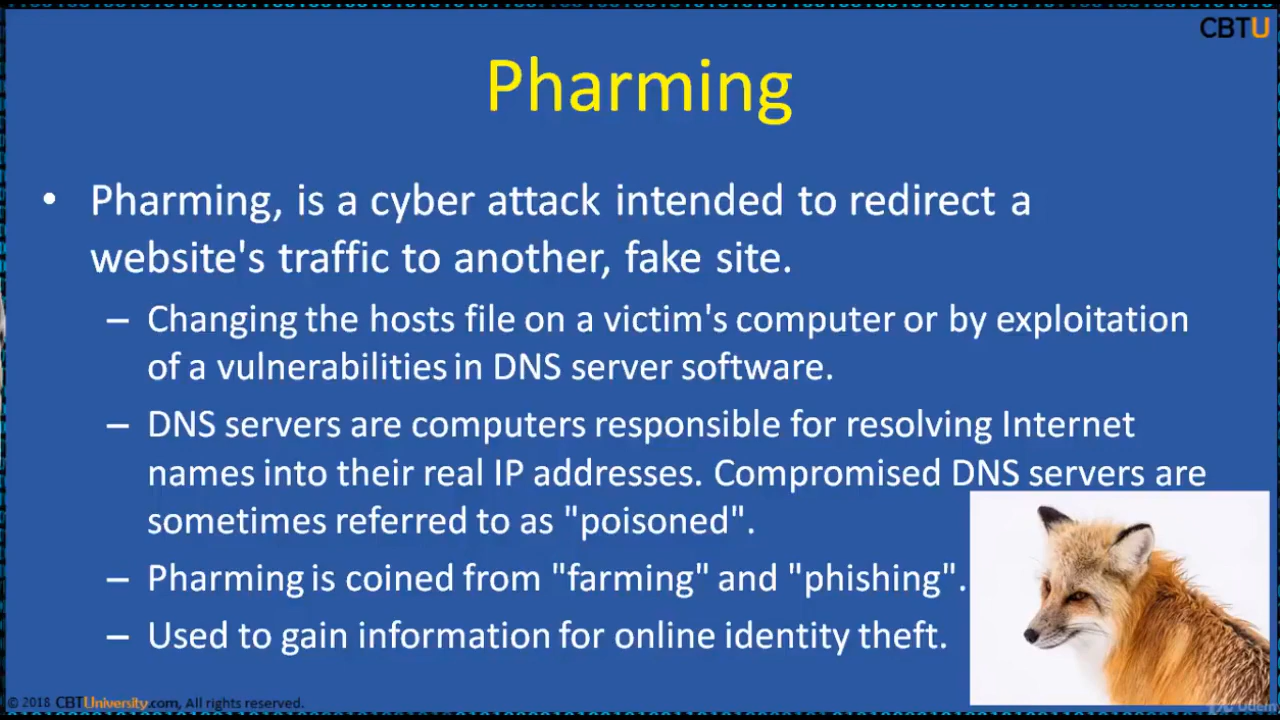 CBTU
Pharming
• Pharming, is a cyber attack intended to redirect a
website's traffic to another, fake site.
– Changing the hosts file on a victim's computer or by exploitation
of a vulnerabilities in DNS server software.
– DNS servers are computers responsible for resolving Internet
names into their real IP addresses. Compromised DNS servers are
sometimes referred to as "poisoned".
– Pharming is coined from "farming" and "phishing".
– Used to gain information for online identity theft.
© 2018 CBTUniversity.com, All rights reserved.
Udemy